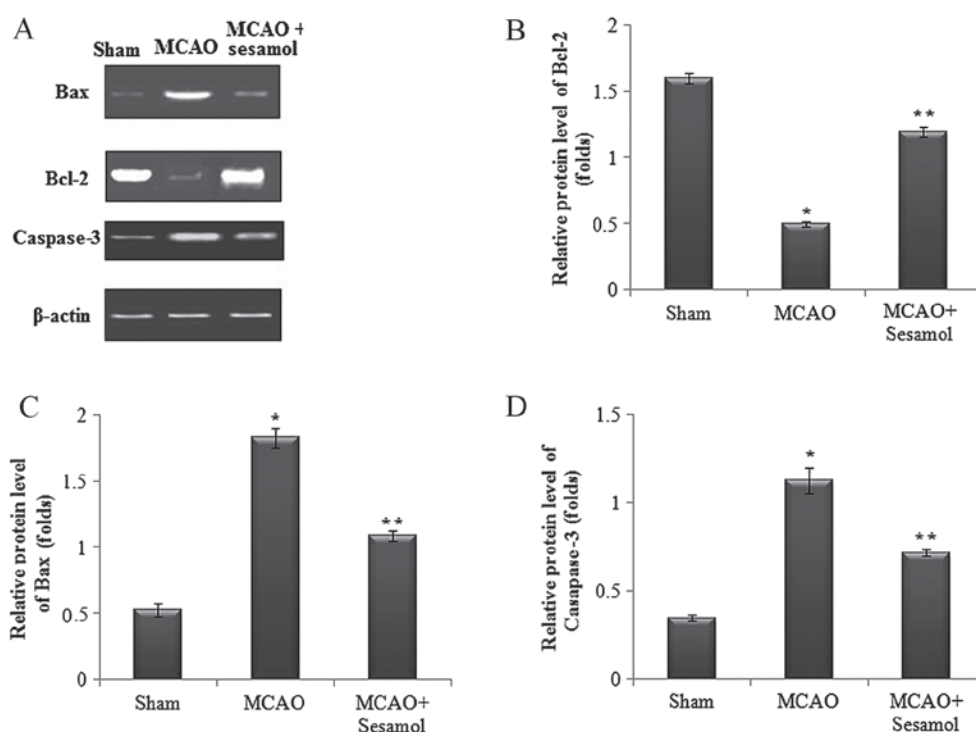 A
Sham MCAO MCAO +
sesamol
Bax
Bcl-2
Caspase-3
β-actin
B
Relative protein level of Bcl-2
(folds)
2
1.5
1
0.5
0
*
**
Sham MCAO MCAO+
Sesamol
C
Relative protein level
of Bax (folds)
2
1.5
1
0.5
0
*
**
Sham MCAO MCAO+
Sesamol
D
Relative protein level of
Casapase-3 (folds)
1.5
1
0.5
0
*
**
Sham MCAO MCAO+
Sesamol